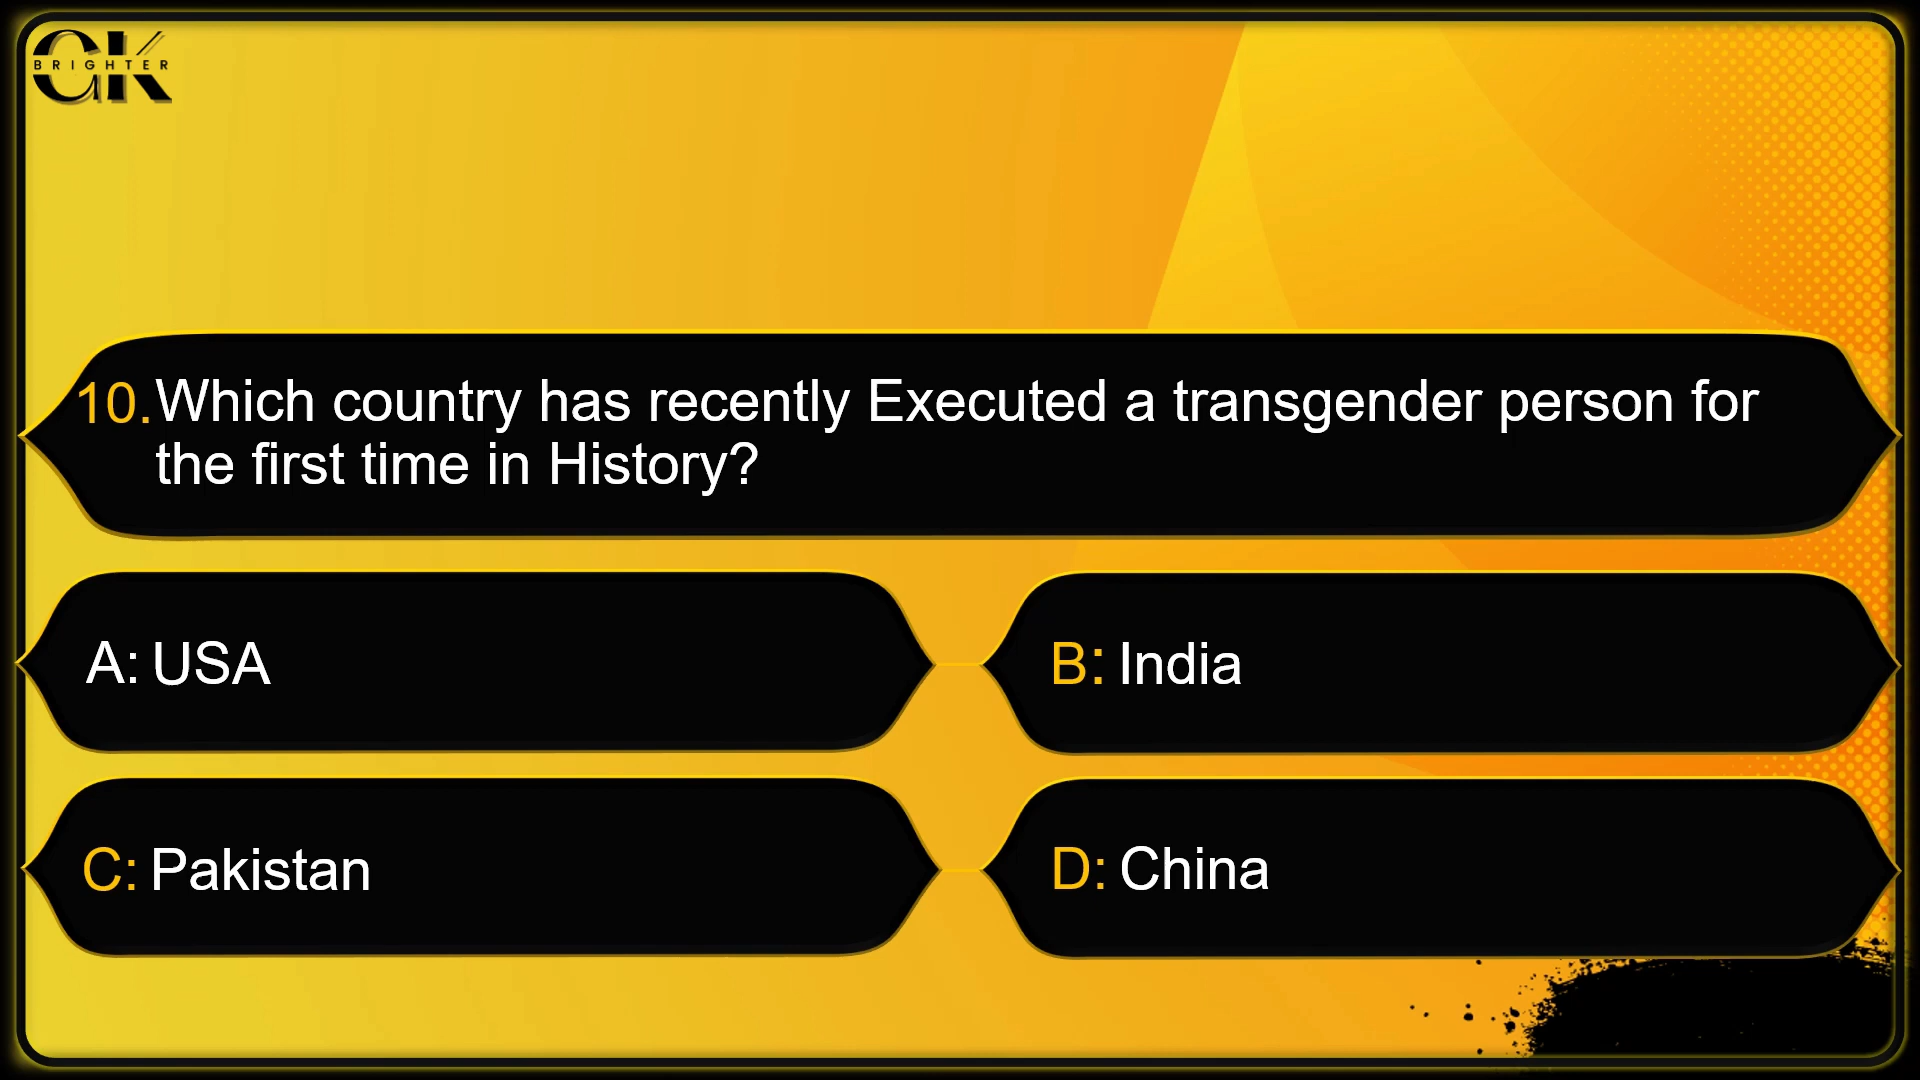 GK
BRIGHTER
10. Which country has recently Executed a transgender person for
the first time in History?
A: USA
B: India
C: Pakistan
D: China